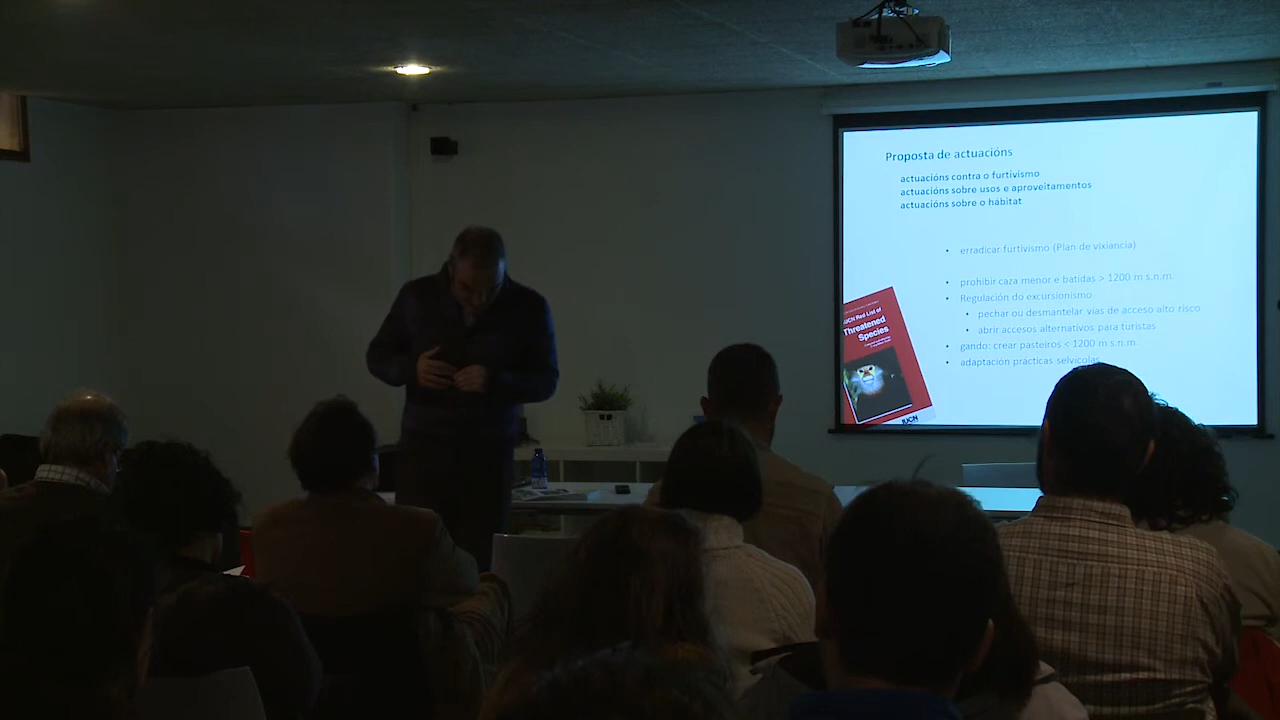 Proposta de actuacións
actuacións contra o furtivismo
actuacións sobre usos e aproveitamentos
actuacións sobre o hábitat
• erradicar furtivismo (Plan de vixiancia)
• prohibir caza menor e batidas > 1200 m s.n.m.
• Regulación do excursionismo
• pechar ou desmantelar vías de acceso alto risco
• abrir accesos alternativos para turistas
• gando: crear pasteiros < 1200 m s.n.m.
• adaptación prácticas selvícolas
IUCN Red List of
Threatened
Species
IUCN